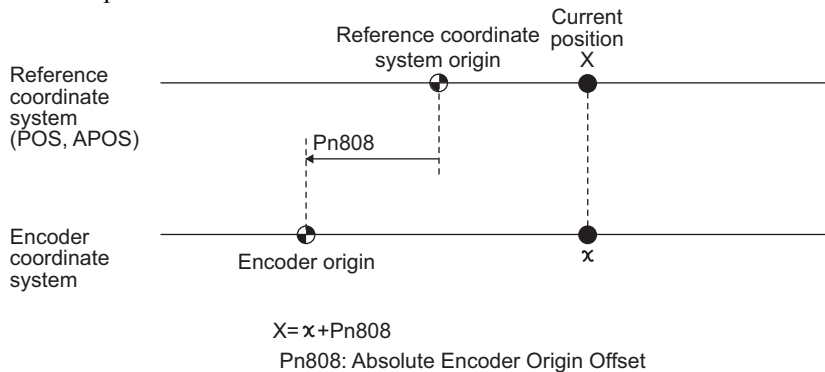 Reference coordinate
system origin
Current
position
X
Reference
coordinate
system
(POS, APOS)
Pn808
Encoder
coordinate
system
Encoder origin
x
X= x +Pn808
Pn808: Absolute Encoder Origin Offset